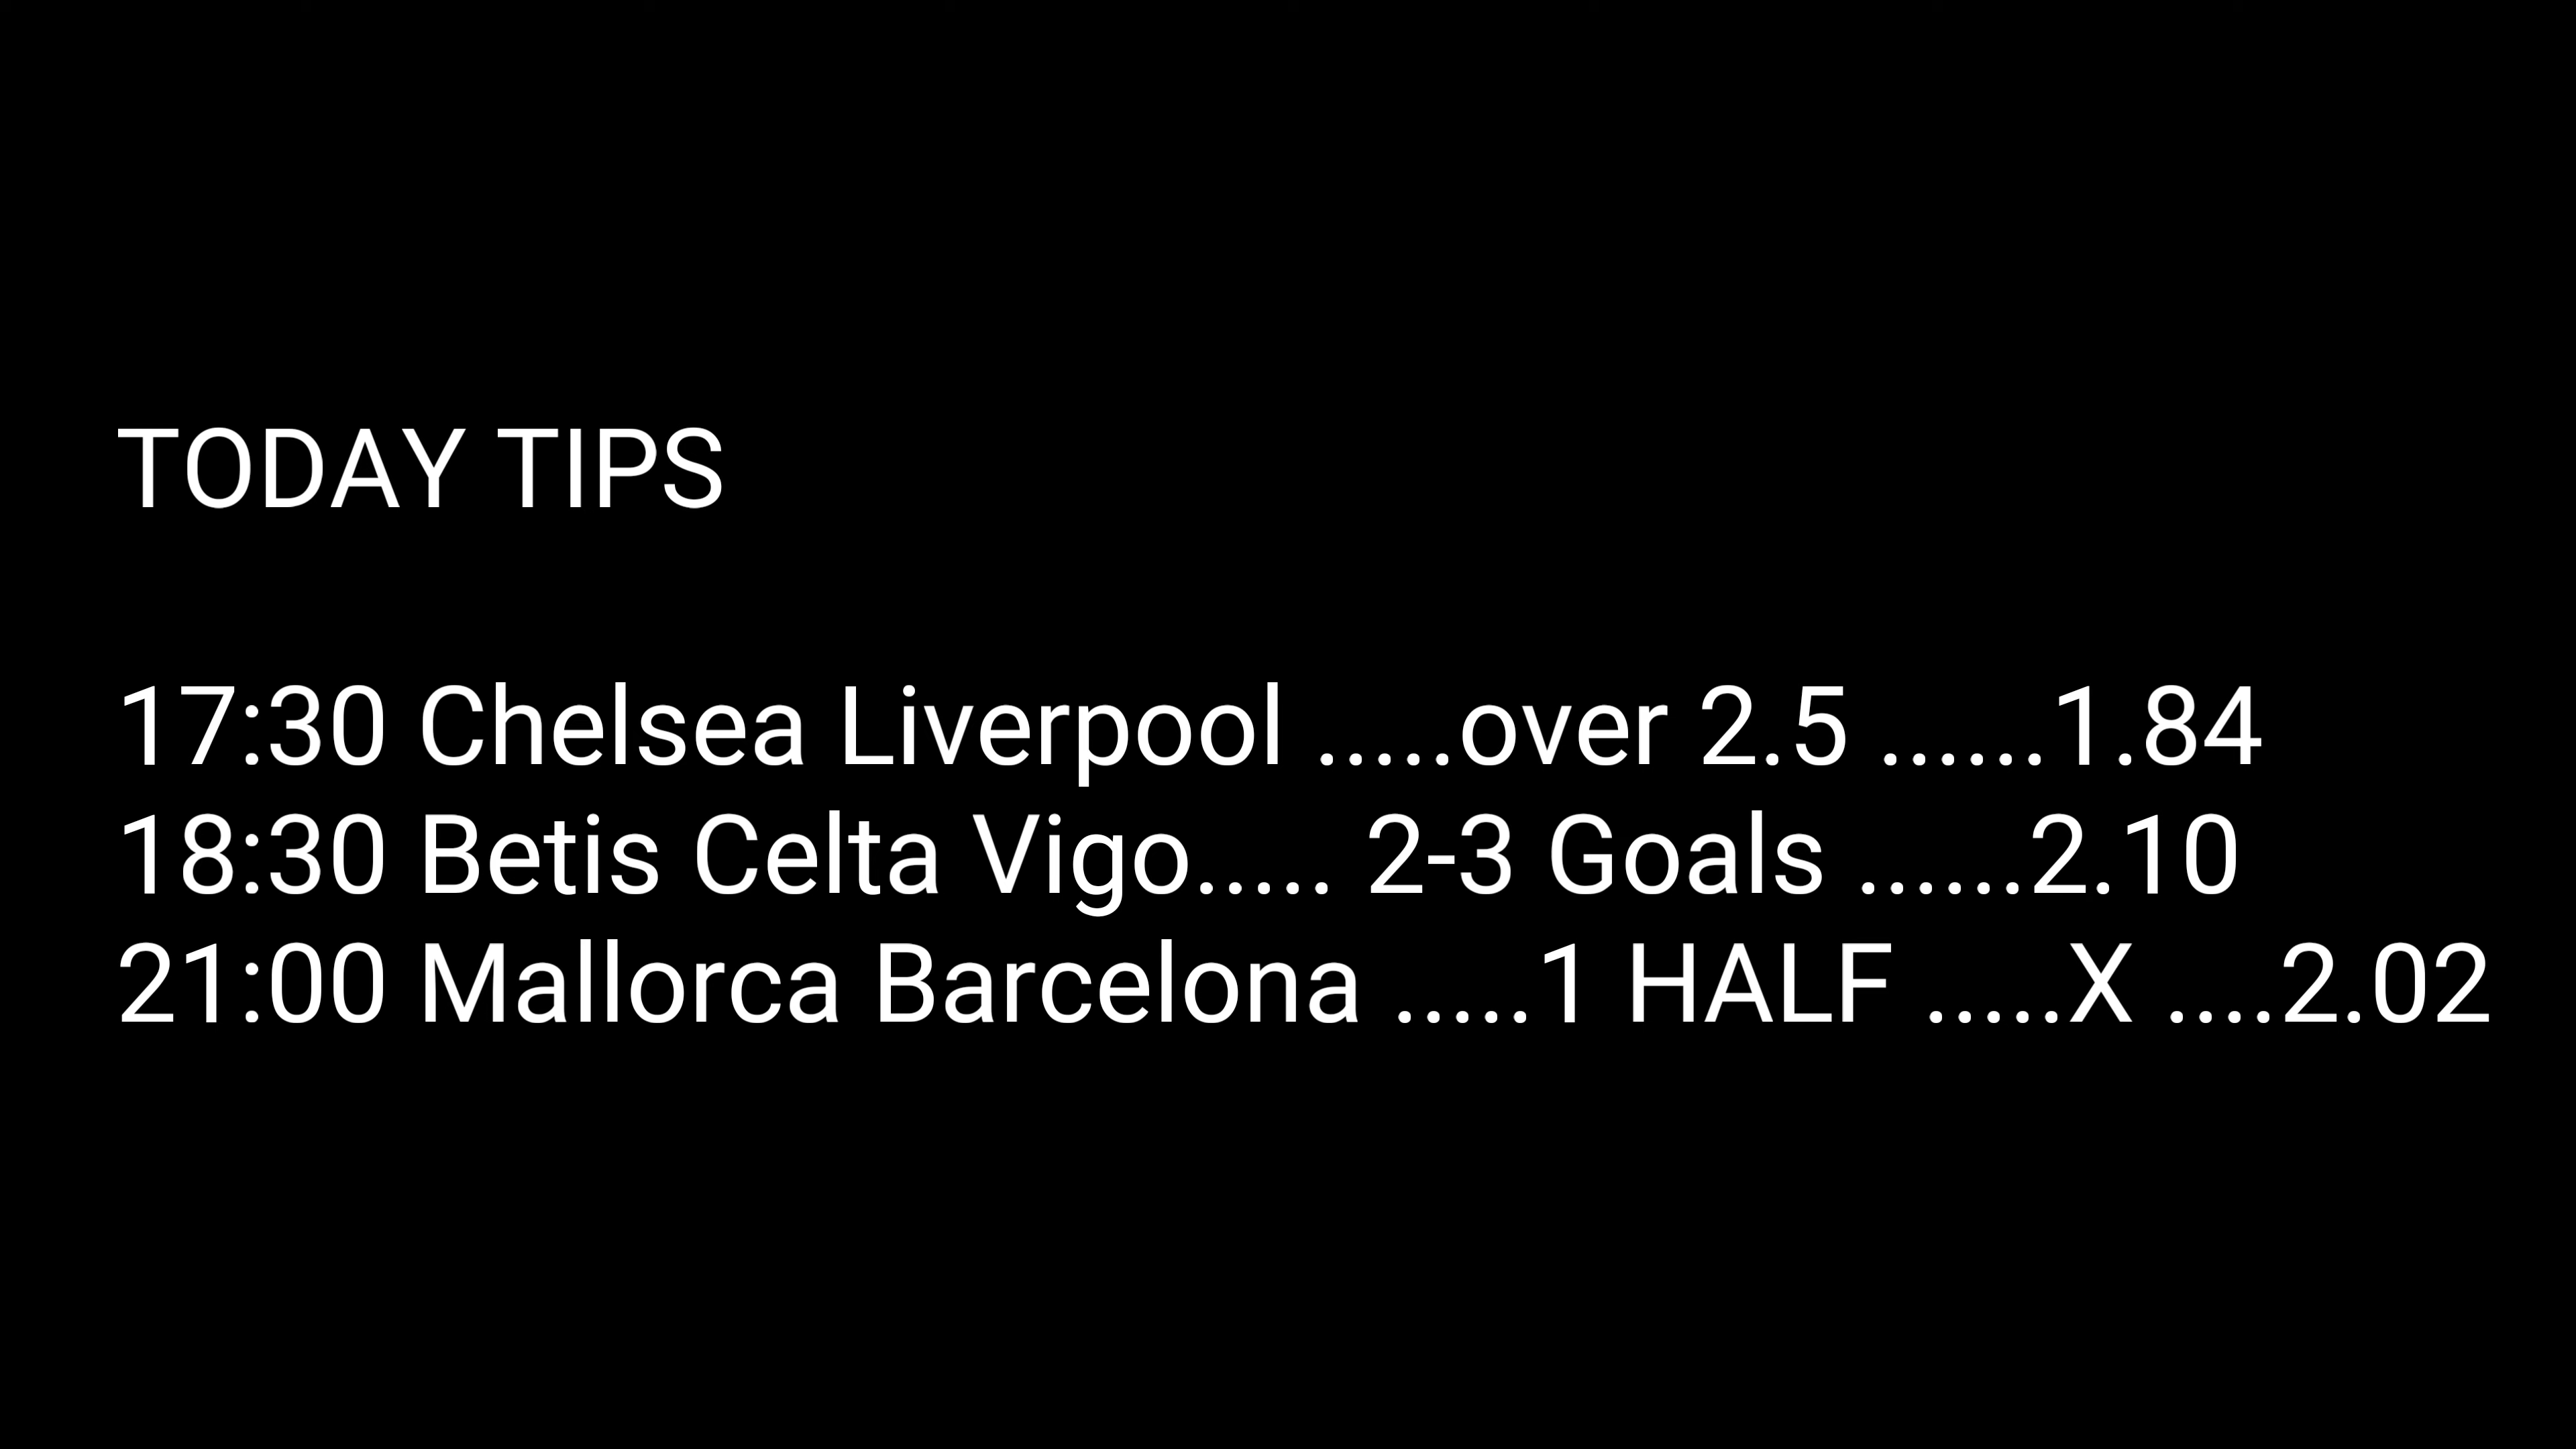 TODAY TIPS
17:30 Chelsea Liverpool .....over 2.5 ......1.84
18:30 Betis Celta Vigo..... 2-3 Goals ......2.10
21:00 Mallorca Barcelona .....1 HALF .....X ....2.02